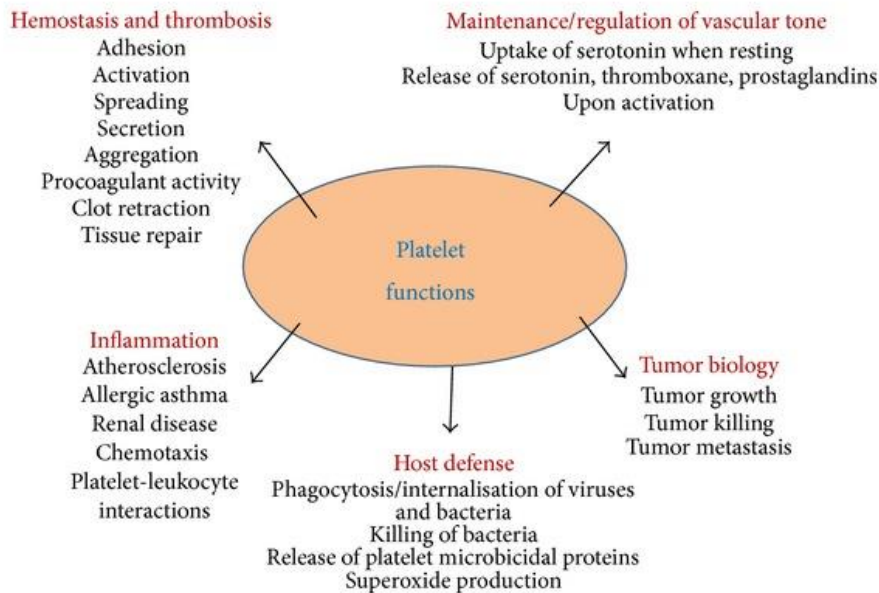 Hemostasis and thrombosis
Adhesion
Activation
Spreading
Secretion
Aggregation
Procoagulant activity
Clot retraction
Tissue repair
Maintenance/regulation of vascular tone
Uptake of serotonin when resting
Release of serotonin, thromboxane, prostaglandins
Upon activation
Platelet
functions
Inflammation
Atherosclerosis
Allergic asthma
Renal disease
Chemotaxis
Platelet-leukocyte
interactions
Host defense
Phagocytosis/internalisation of viruses
and bacteria
Killing of bacteria
Release of platelet microbicidal proteins
Superoxide production
Tumor biology
Tumor growth
Tumor killing
Tumor metastasis